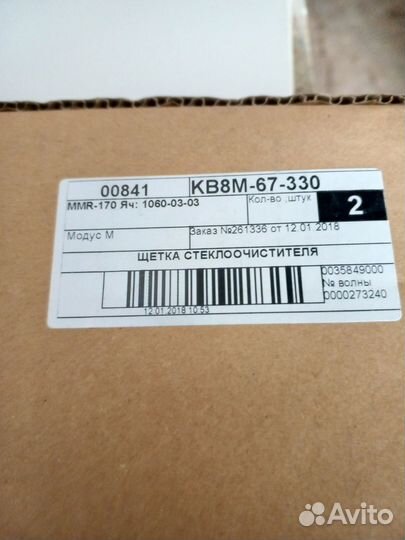 00841 KB8M-67-330
MMR-170 Яч: 1060-03-03 Кол-во ,штук 2
Модус М Заказ №261336 от 12.01.2018
ЩЕТКА СТЕКЛООЧИСТИТЕЛЯ
0035849000
№ волны
0000273240
12.01.2018 10:53
Avito